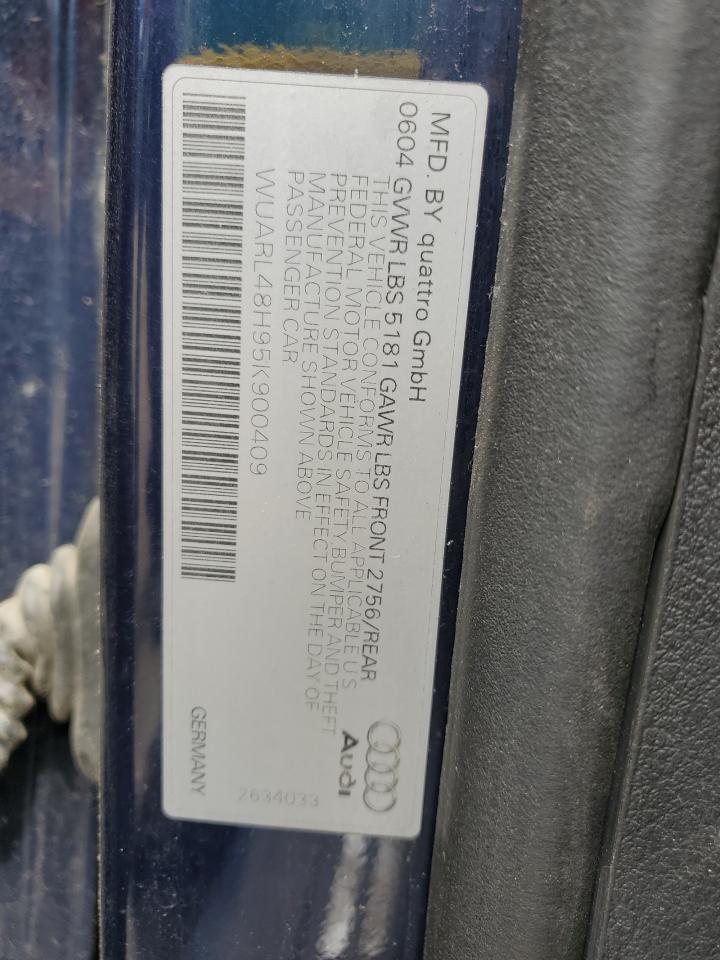 MFD. BY quattro GmbH
0604 GVWR LBS 5181 GAWR LBS FRONT 2756/REAR
THIS VEHICLE CONFORMS TO ALL APPLICABLE U S
FEDERAL MOTOR VEHICLE SAFETY,BUMPER AND THEFT
PREVENTION STANDARDS IN EFFECT ON THE DAY OF
MANUFACTURE SHOWN ABOVE
PASSENGER CAR
WUARL48H95K900409
Audi
GERMANY
2634033